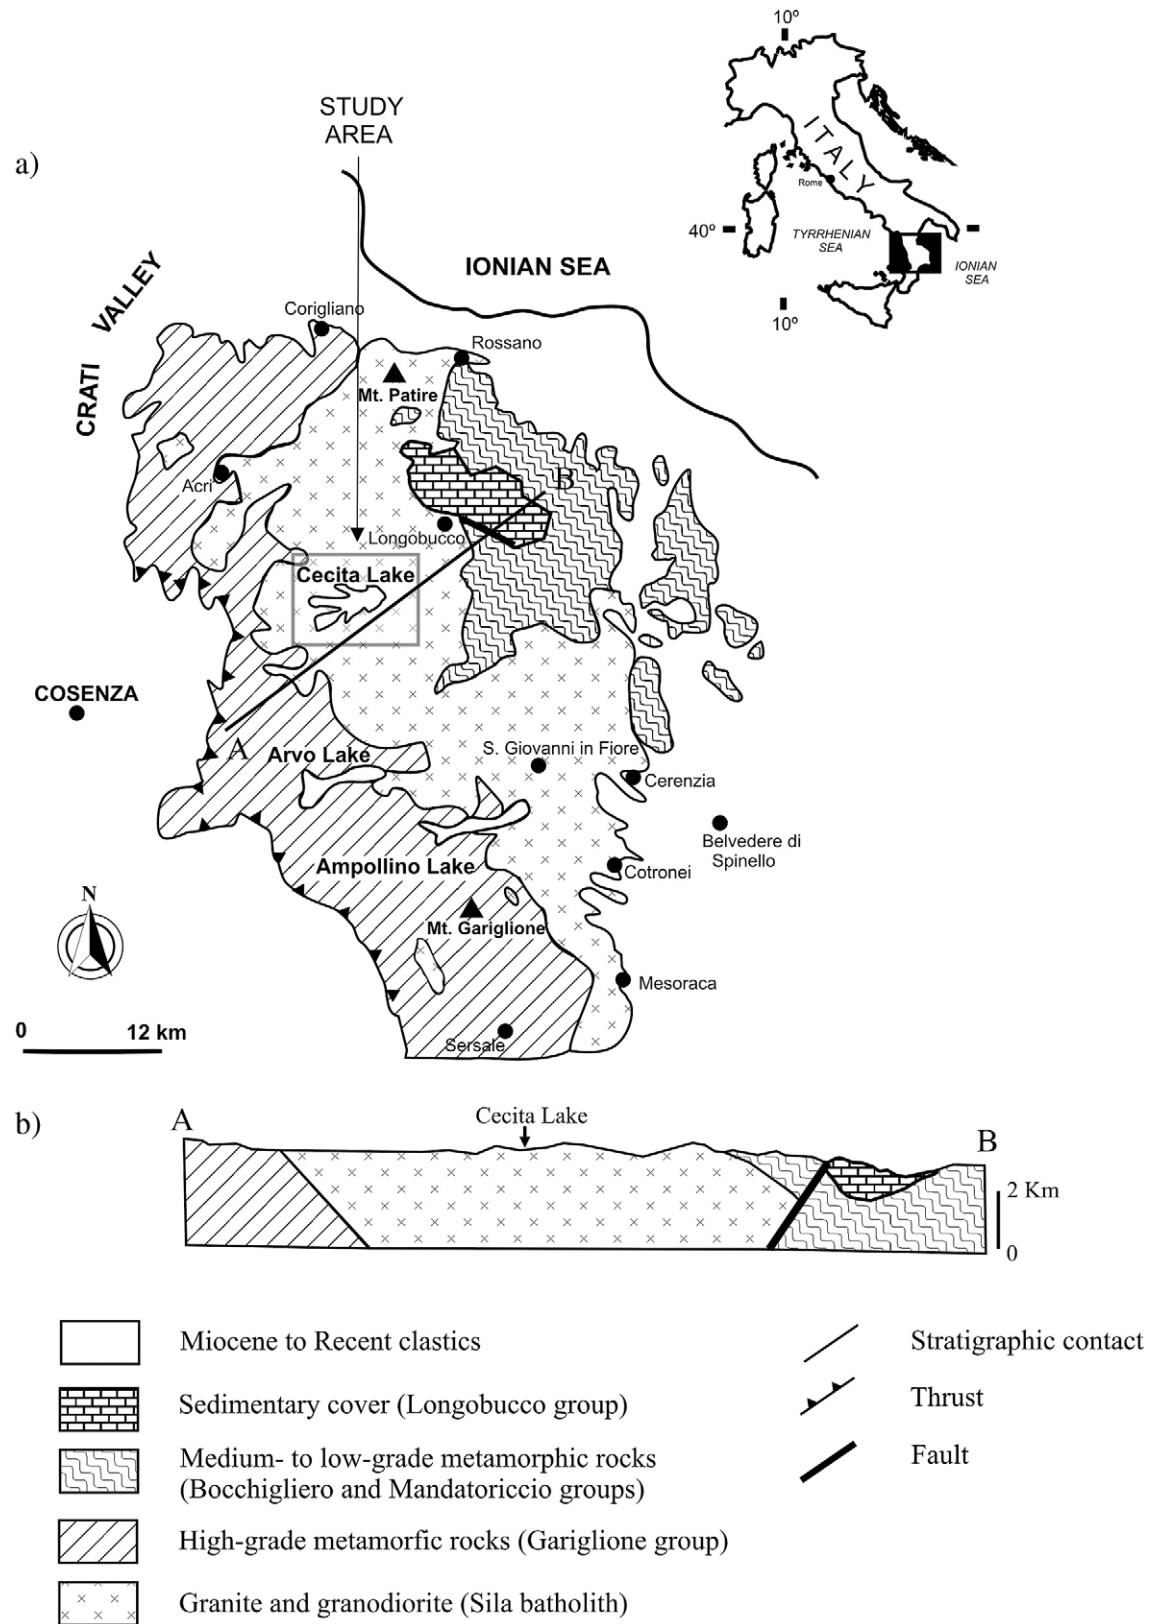 10º
STUDY
AREA
a)
ITALY
Rome
40º
TYRRHENIAN
SEA
IONIAN
SEA
10º
IONIAN SEA
CRATI VALLEY
Corigliano
Rossano
Mt. Patire
Acri
B
Longobucco
Cecita Lake
COSENZA
A
Arvo Lake
S. Giovanni in Fiore
Cerenzia
Belvedere di
Spinello
Ampollino Lake
Cotronei
N
Mt. Gariglione
Mesoraca
0 12 km
Sersale
b)
A
Cecita Lake
B
2 Km
0
Miocene to Recent clastics
Stratigraphic contact
Sedimentary cover (Longobucco group)
Thrust
Medium- to low-grade metamorphic rocks
(Bocchigliero and Mandatoriccio groups)
Fault
High-grade metamorfic rocks (Gariglione group)
Granite and granodiorite (Sila batholith)